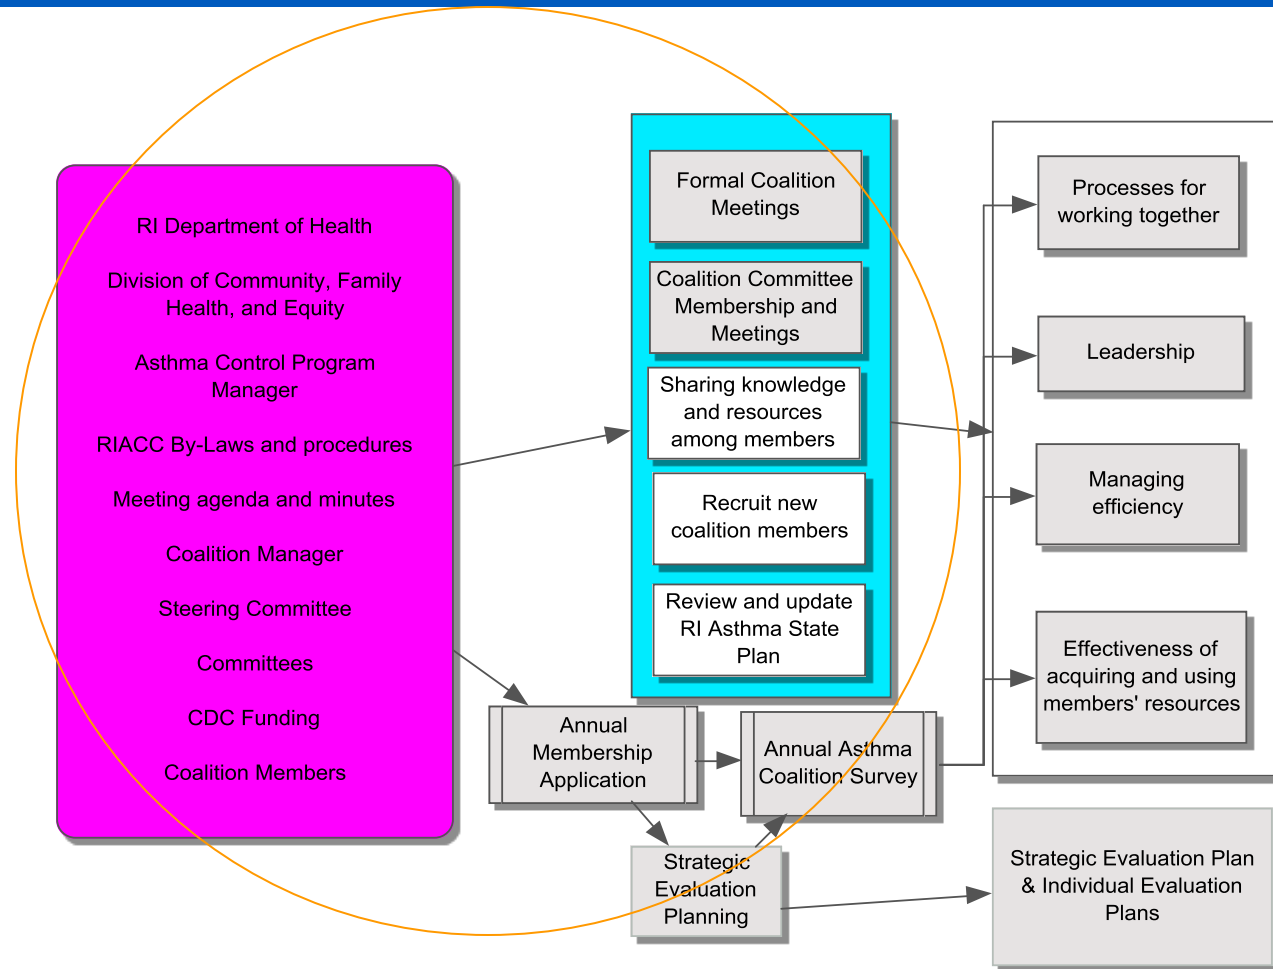 RI Department of Health
Division of Community, Family
Health, and Equity
Asthma Control Program
Manager
RIACC By-Laws and procedures
Meeting agenda and minutes
Coalition Manager
Steering Committee
Committees
CDC Funding
Coalition Members
Formal Coalition
Meetings
Coalition Committee
Membership and
Meetings
Sharing knowledge
and resources
among members
Recruit new
coalition members
Review and update
RI Asthma State
Plan
Annual
Membership
Application
Annual Asthma
Coalition Survey
Strategic
Evaluation
Planning
Processes for
working together
Leadership
Managing
efficiency
Effectiveness of
acquiring and using
members' resources
Strategic Evaluation Plan
& Individual Evaluation
Plans